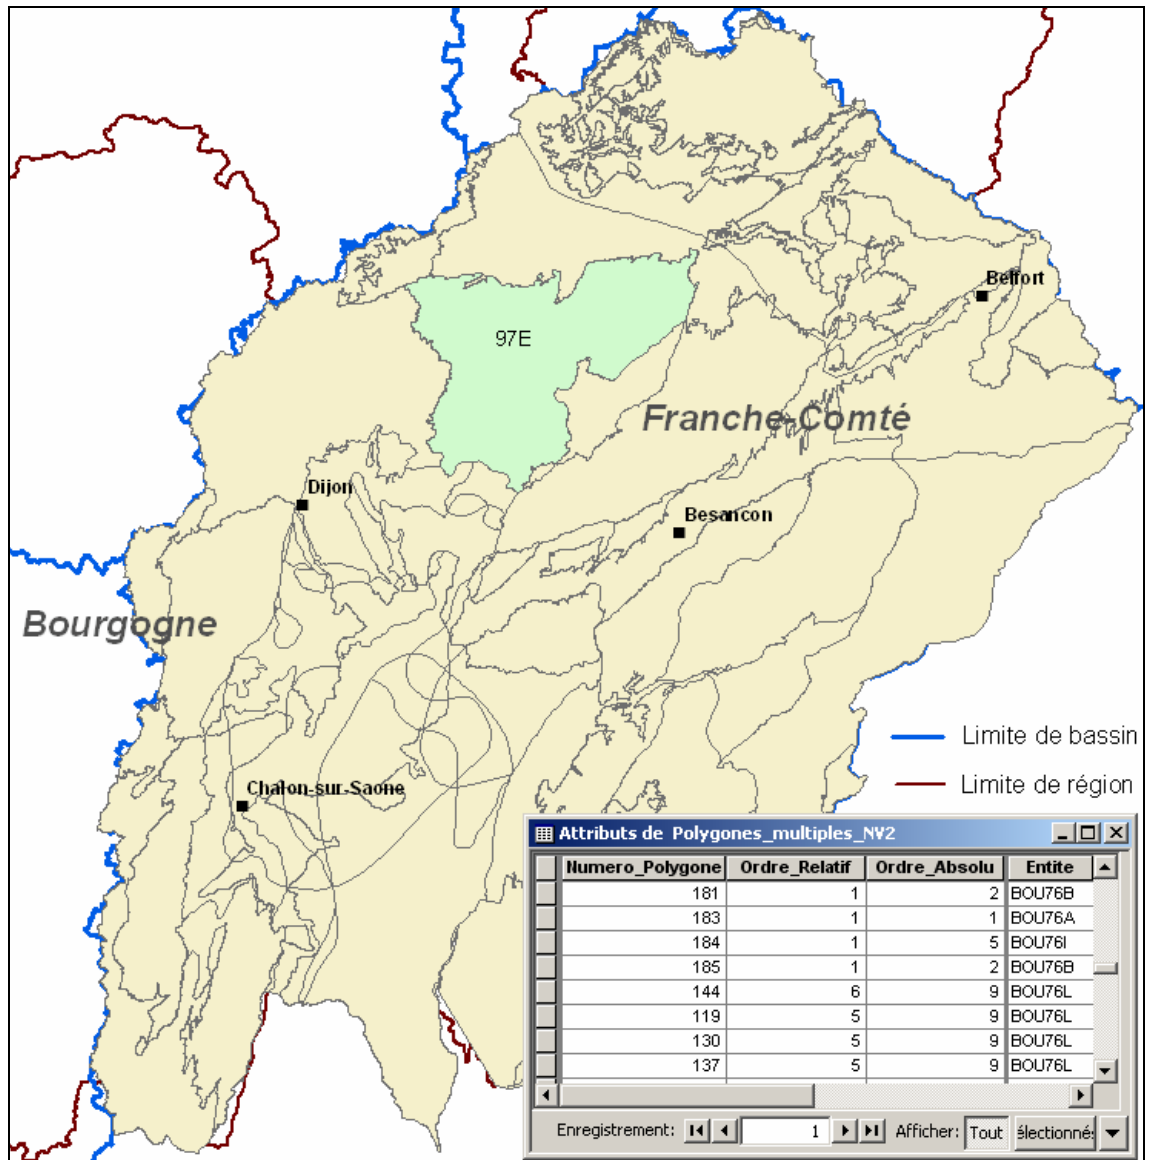 Belfort
97E
Franche-Comté
Dijon
Besancon
Bourgogne
Limite de bassin
Chalon-sur-Saone
Limite de région
Attributs de Polygones_multiples_NV2
Numero_Polygone Ordre_Relatif Ordre_Absolu Entite
181 1 2 BOU76B
183 1 1 BOU76A
184 1 5 BOU76I
185 1 2 BOU76B
144 6 9 BOU76L
119 5 9 BOU76L
130 5 9 BOU76L
137 5 9 BOU76L
Enregistrement: 1 Afficher: Tout électionné